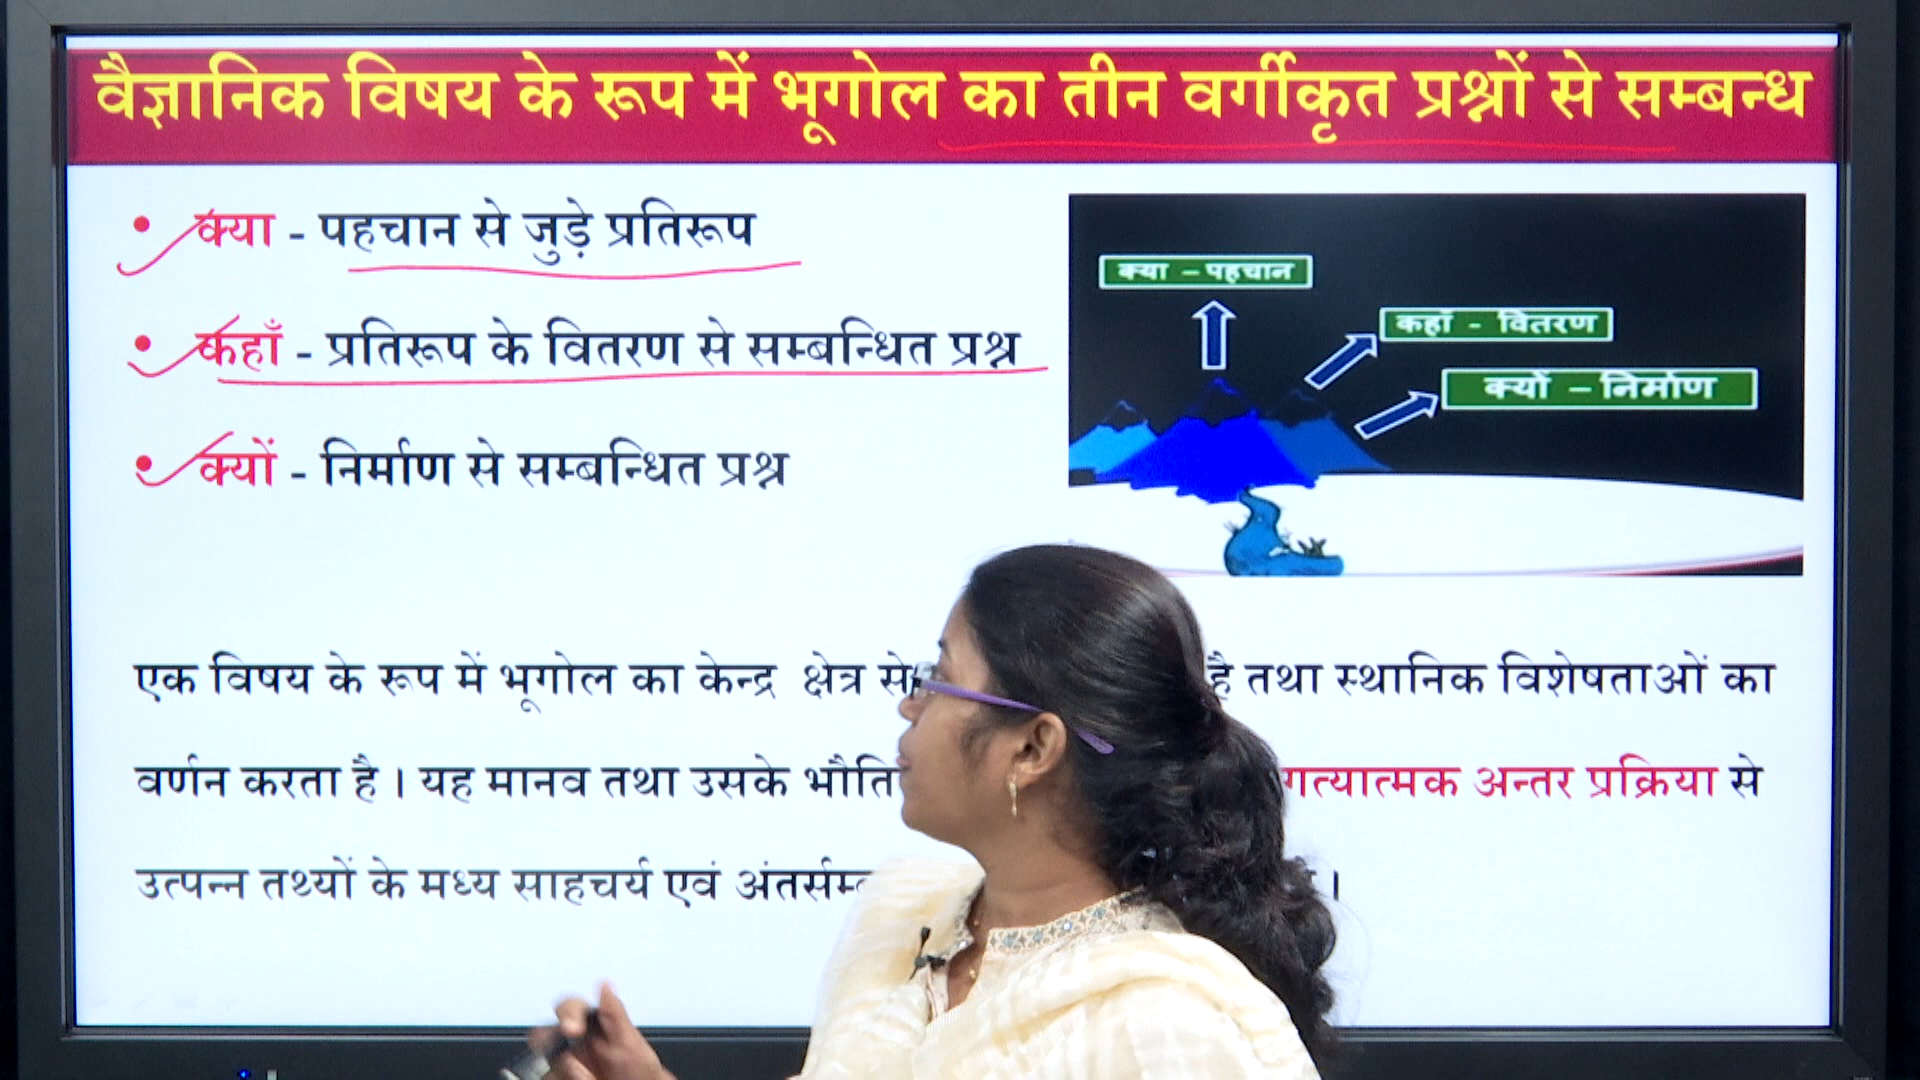 वैज्ञानिक विषय के रूप में भूगोल का तीन वर्गीकृत प्रश्नों से सम्बन्ध
• क्या - पहचान से जुड़े प्रतिरूप
• कहाँ - प्रतिरूप के वितरण से सम्बन्धित प्रश्न
• क्यों - निर्माण से सम्बन्धित प्रश्न
क्या – पहचान
कहाँ - वितरण
क्यों – निर्माण
एक विषय के रूप में भूगोल का केन्द्र क्षेत्र से है तथा स्थानिक विशेषताओं का
वर्णन करता है । यह मानव तथा उसके गत्यात्मक अन्तर प्रक्रिया से
उत्पन्न तथ्यों के मध्य साहचर्य एवं ।